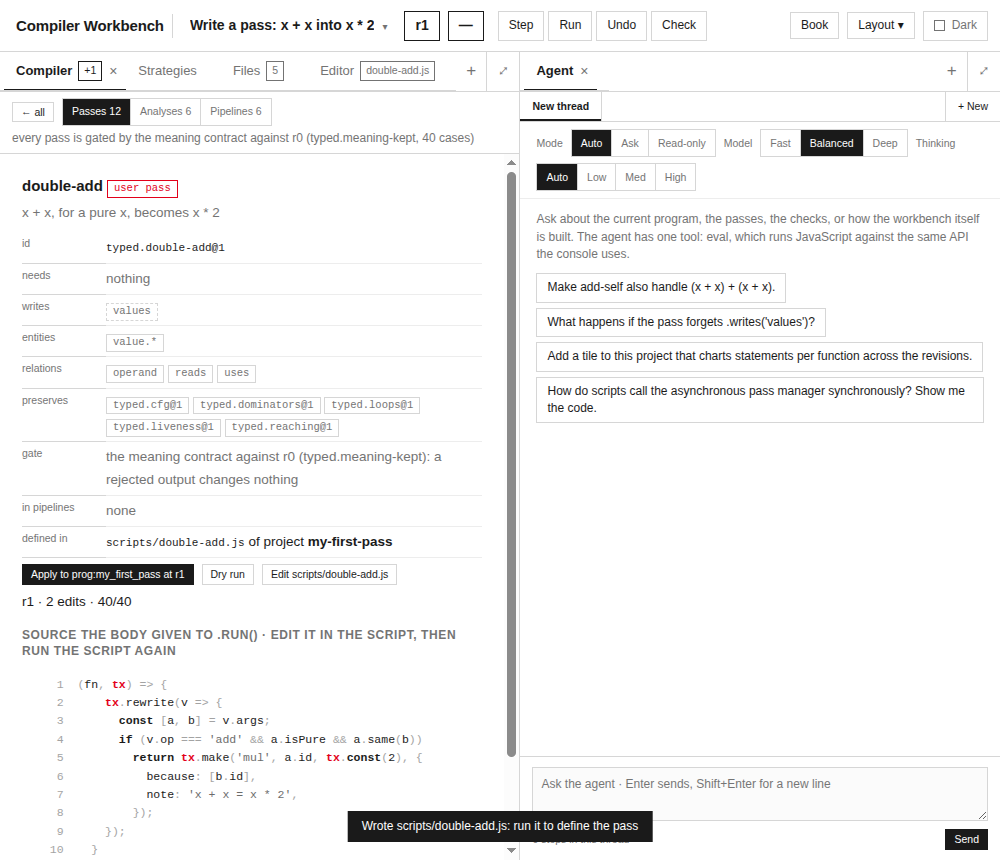 Compiler Workbench
Write a pass: x + x into x * 2 ▾
r1
—
Step
Run
Undo
Check
Book
Layout ▾
Dark
Compiler +1 ×
Strategies
Files 5
Editor double-add.js
+
Agent ×
+
← all
Passes 12
Analyses 6
Pipelines 6
every pass is gated by the meaning contract against r0 (typed.meaning-kept, 40 cases)
double-add user pass
x + x, for a pure x, becomes x * 2
id typed.double-add@1
needs nothing
writes values
entities value.*
relations operand reads uses
preserves typed.cfg@1 typed.dominators@1 typed.loops@1
typed.liveness@1 typed.reaching@1
gate the meaning contract against r0 (typed.meaning-kept): a
rejected output changes nothing
in pipelines none
defined in scripts/double-add.js of project my-first-pass
Apply to prog:my_first_pass at r1
Dry run
Edit scripts/double-add.js
r1 · 2 edits · 40/40
SOURCE THE BODY GIVEN TO .RUN() · EDIT IT IN THE SCRIPT, THEN
RUN THE SCRIPT AGAIN
1 (fn, tx) => {
2 tx.rewrite(v => {
3 const [a, b] = v.args;
4 if (v.op === 'add' && a.isPure && a.same(b))
5 return tx.make('mul', a.id, tx.const(2), {
6 because: [b.id],
7 note: 'x + x = x * 2',
8 });
9 });
10 }
New thread
+ New
Mode Auto Ask Read-only Model Fast Balanced Deep Thinking
Auto Low Med High
Ask about the current program, the passes, the checks, or how the workbench itself
is built. The agent has one tool: eval, which runs JavaScript against the same API
the console uses.
Make add-self also handle (x + x) + (x + x).
What happens if the pass forgets .writes('values')?
Add a tile to this project that charts statements per function across the revisions.
How do scripts call the asynchronous pass manager synchronously? Show me
the code.
Ask the agent · Enter sends, Shift+Enter for a new line
Send
Wrote scripts/double-add.js: run it to define the pass